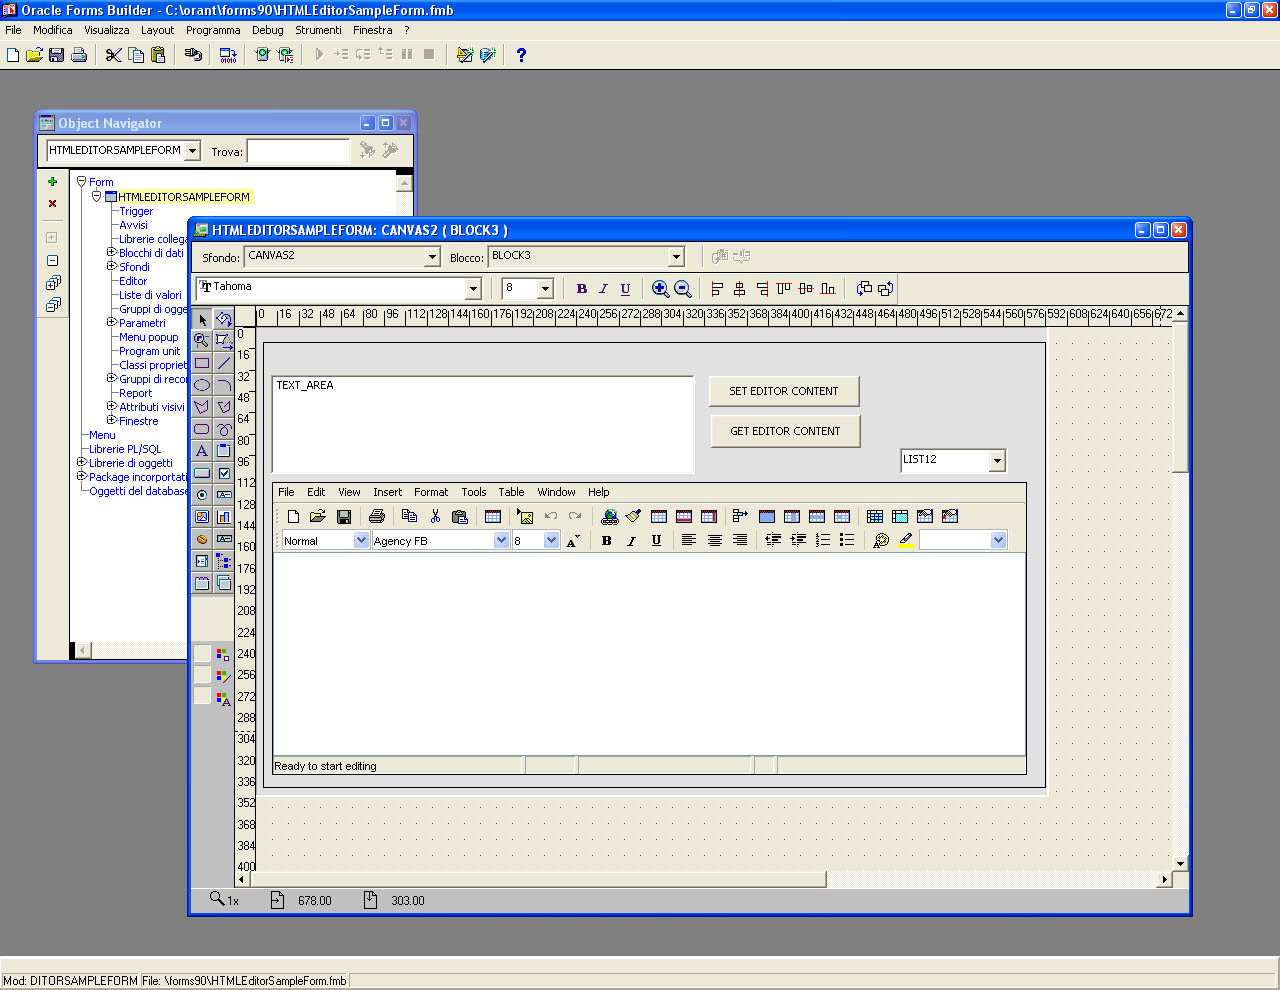 Oracle Forms Builder - C:\orant\forms90\HTMLEditorSampleForm.fmb
File Modifica Visualizza Layout Programma Debug Strumenti Finestra ?
Object Navigator
HTMLEDITORSAMPLEFORM Trova:
Form
HTMLEDITORSAMPLEFORM
Trigger
Avvisi
Librerie collega
Blocchi di dati
Sfondi
Editor
Liste di valori
Gruppi di ogge
Parametri
Menu popup
Program unit
Classi propriet
Gruppi di recor
Report
Attributi visivi
Finestre
Menu
Librerie PL/SQL
Librerie di oggetti
Package incorportati
Oggetti del database
HTMLEDITORSAMPLEFORM: CANVAS2 ( BLOCK3 )
Sfondo: CANVAS2 Blocco: BLOCK3
Tahoma 8 B I U
0 16 32 48 64 80 96 112 128 144 160 176 192 208 224 240 256 272 288 304 320 336 352 368 384 400 416 432 448 464 480 496 512 528 544 560 576 592 608 624 640 656 672
0
16
32
48
64
80
96
112
128
144
160
176
192
208
224
240
256
272
288
304
320
336
352
368
384
400
TEXT_AREA
SET EDITOR CONTENT
GET EDITOR CONTENT
LIST12
File Edit View Insert Format Tools Table Window Help
Normal Agency FB 8 A B I U
Ready to start editing
1x 678.00 303.00
Mod: DITORSAMPLEFORM File: \forms90\HTMLEditorSampleForm.fmb